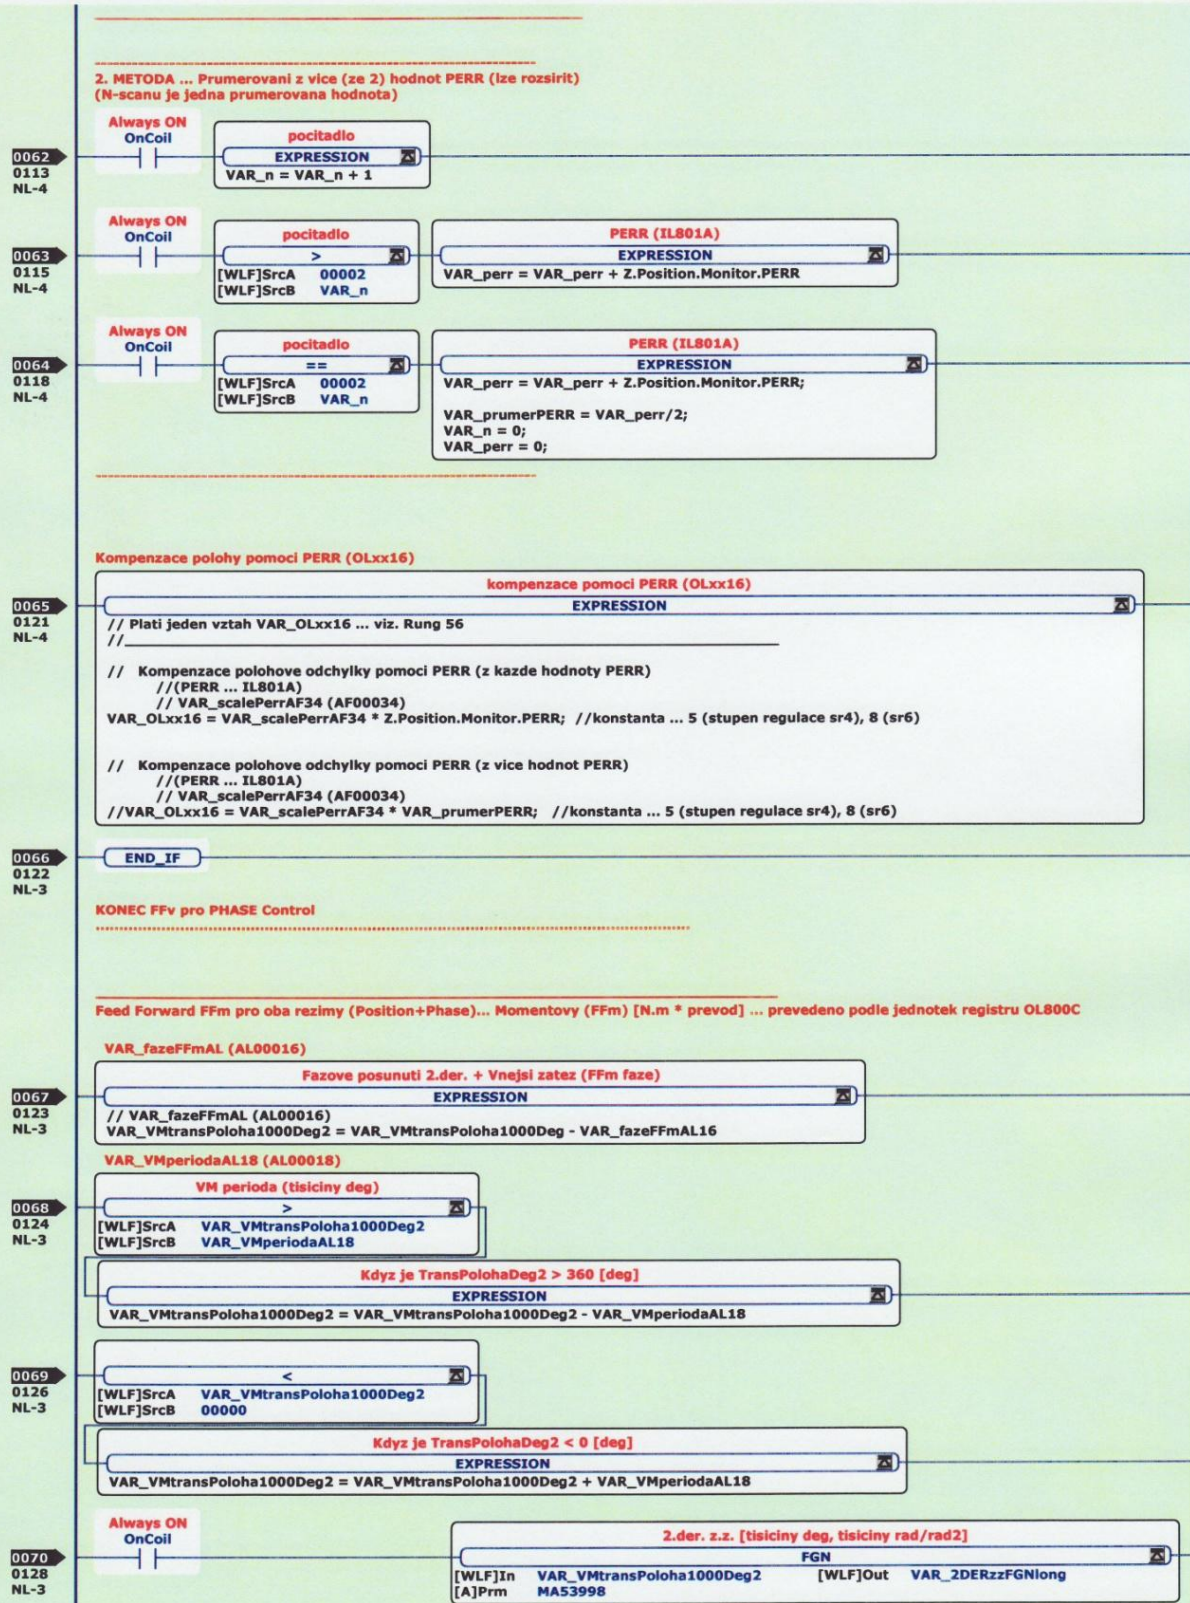 2. METODA ... Prumerovani z vice (ze 2) hodnot PERR (lze rozsirit)
(N-scanu je jedna prumerovana hodnota)
Always ON
OnCoil
pocitadlo
EXPRESSION
VAR_n = VAR_n + 1
0062
0113
NL-4
Always ON
OnCoil
pocitadlo
>
[WLF]SrcA 00002
[WLF]SrcB VAR_n
PERR (IL801A)
EXPRESSION
VAR_perr = VAR_perr + Z.Position.Monitor.PERR
0063
0115
NL-4
Always ON
OnCoil
pocitadlo
==
[WLF]SrcA 00002
[WLF]SrcB VAR_n
PERR (IL801A)
EXPRESSION
VAR_perr = VAR_perr + Z.Position.Monitor.PERR;
VAR_prumerPERR = VAR_perr/2;
VAR_n = 0;
VAR_perr = 0;
0064
0118
NL-4
Kompenzace polohy pomoci PERR (OLxx16)
kompenzace pomoci PERR (OLxx16)
EXPRESSION
0065
0121
NL-4
// Plati jeden vztah VAR_OLxx16 ... viz. Rung 56
//______________________________
// Kompenzace polohove odchylky pomoci PERR (z kazde hodnoty PERR)
//(PERR ... IL801A)
// VAR_scalePerrAF34 (AF00034)
VAR_OLxx16 = VAR_scalePerrAF34 * Z.Position.Monitor.PERR; //konstanta ... 5 (stupen regulace sr4), 8 (sr6)
// Kompenzace polohove odchylky pomoci PERR (z vice hodnot PERR)
//(PERR ... IL801A)
// VAR_scalePerrAF34 (AF00034)
//VAR_OLxx16 = VAR_scalePerrAF34 * VAR_prumerPERR; //konstanta ... 5 (stupen regulace sr4), 8 (sr6)
0066
0122
NL-3
END_IF
KONEC FFv pro PHASE Control
Feed Forward FFm pro oba rezimy (Position+Phase)... Momentovy (FFm) [N.m * prevod] ... prevedeno podle jednotek registru OL800C
VAR_fazeFFmAL (AL00016)
Fazove posunuti 2.der. + Vnejsi zatez (FFm faze)
EXPRESSION
0067
0123
NL-3
// VAR_fazeFFmAL (AL00016)
VAR_VMtransPoloha1000Deg2 = VAR_VMtransPoloha1000Deg - VAR_fazeFFmAL16
VAR_VMperiodaAL18 (AL00018)
VM perioda (tisiciny deg)
>
0068
0124
NL-3
[WLF]SrcA VAR_VMtransPoloha1000Deg2
[WLF]SrcB VAR_VMperiodaAL18
Kdyz je TransPolohaDeg2 > 360 [deg]
EXPRESSION
VAR_VMtransPoloha1000Deg2 = VAR_VMtransPoloha1000Deg2 - VAR_VMperiodaAL18
<
0069
0126
NL-3
[WLF]SrcA VAR_VMtransPoloha1000Deg2
[WLF]SrcB 00000
Kdyz je TransPolohaDeg2 < 0 [deg]
EXPRESSION
VAR_VMtransPoloha1000Deg2 = VAR_VMtransPoloha1000Deg2 + VAR_VMperiodaAL18
Always ON
OnCoil
2.der. z.z. [tisiciny deg, tisiciny rad/rad2]
FGN
0070
0128
NL-3
[WLF]In VAR_VMtransPoloha1000Deg2 [WLF]Out VAR_2DERzzFGNlong
[A]Prm MA53998